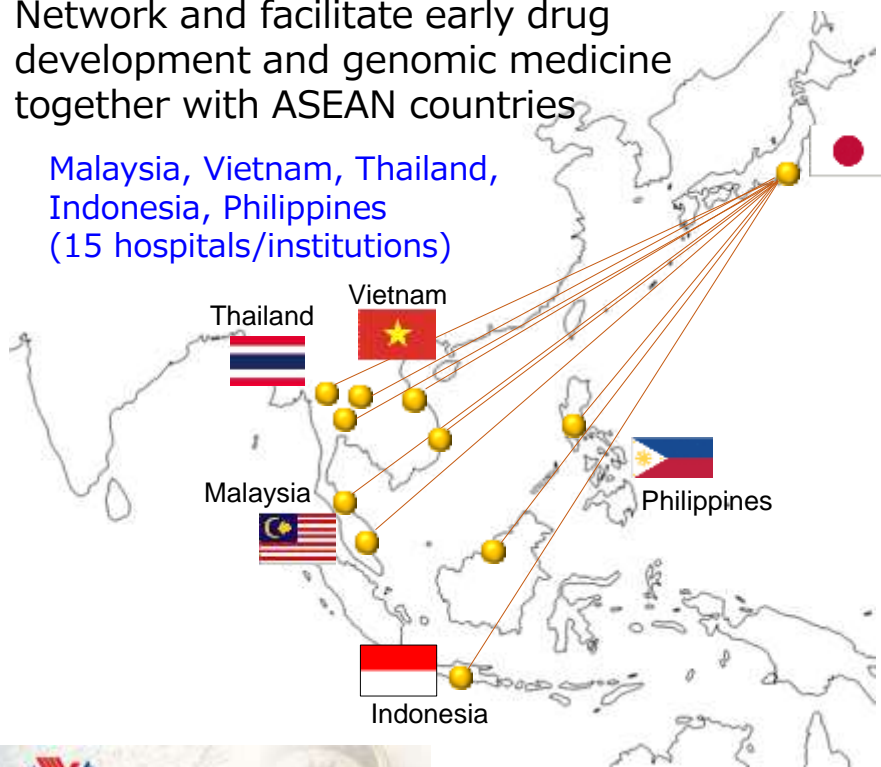 Network and facilitate early drug
development and genomic medicine
together with ASEAN countries
Malaysia, Vietnam, Thailand,
Indonesia, Philippines
(15 hospitals/institutions)
Vietnam
Thailand
Malaysia
Philippines
Indonesia